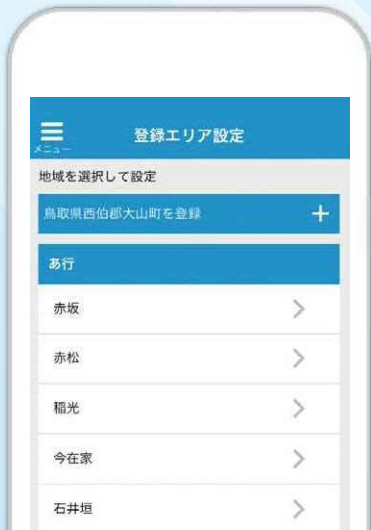 メニュー
登録エリア設定
地域を選択して設定
鳥取県西伯郡大山町を登録
あ行
赤坂
赤松
稲光
今在家
石井垣